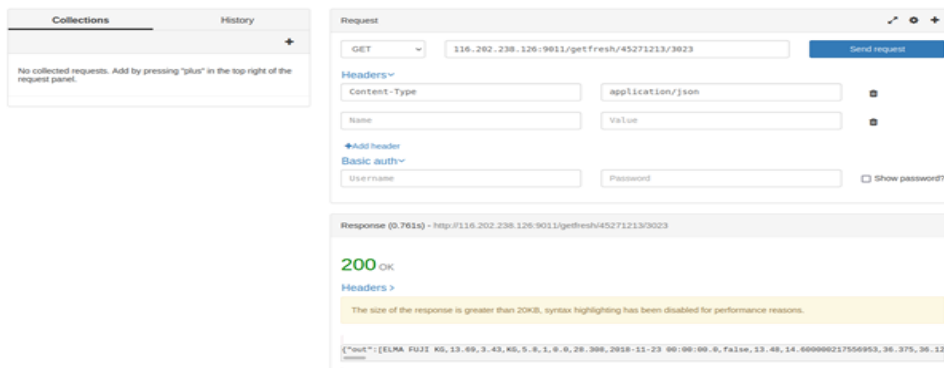 Collections
History
No collected requests. Add by pressing "plus" in the top right of the
request panel.
Request
GET
116.202.238.126:9011/getfresh/45271213/3023
Send request
Headers
Content-Type
application/json
Name
Value
+Add header
Basic auth
Username
Password
Show password?
Response (0.761s) - http://116.202.238.126:9011/getfresh/45271213/3023
200 OK
Headers >
The size of the response is greater than 20KB, syntax highlighting has been disabled for performance reasons.
{"out":[ELMA FUJI KG,13.69,3.43,KG,5.8,1,0.0,28.308,2018-11-23 00:00:00.0,false,13.48,14.600000217556953,36.375,36.12